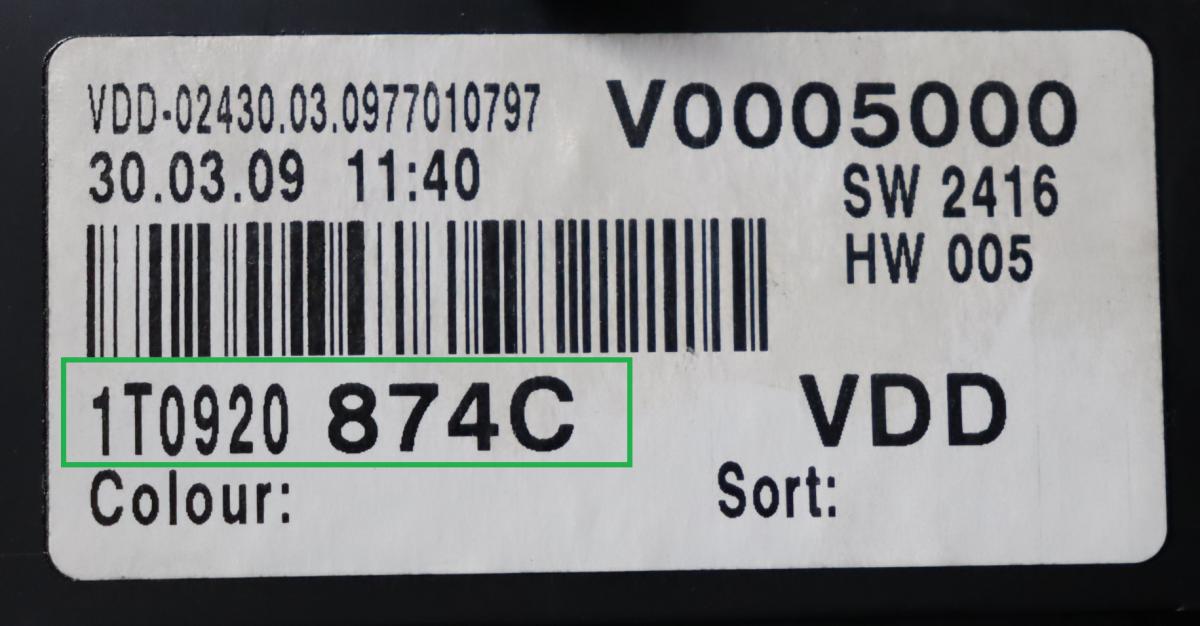 VDD-02430.03.0977010797
V0005000
30.03.09 11:40
SW 2416
HW 005
1T0920 874C
VDD
Colour:
Sort: